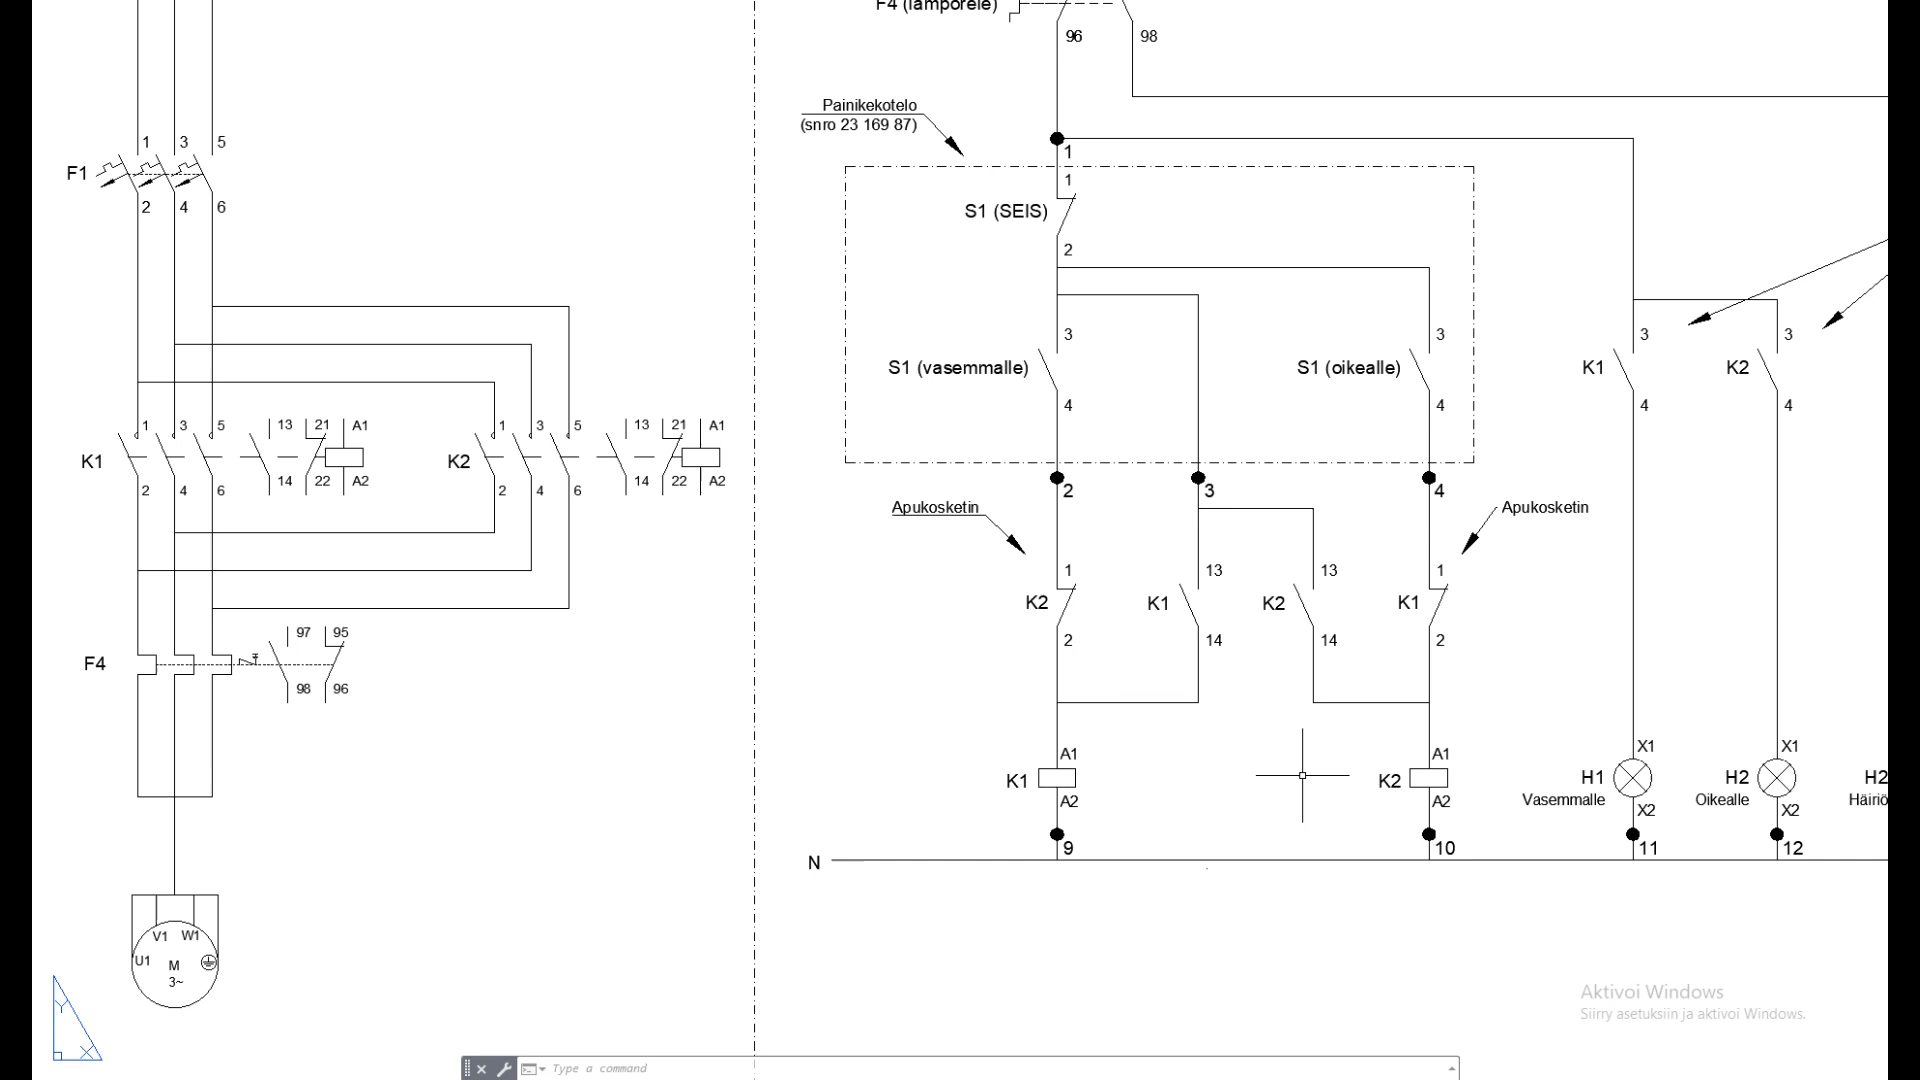 F4 (lämpörele)
96
98
Painikekotelo
(snro 23 169 87)
1
1
S1 (SEIS)
2
3
3
S1 (vasemmalle)
S1 (oikealle)
4
4
2
3
4
Apukosketin
Apukosketin
1
13
13
1
K2
K1
K2
K1
2
14
14
2
A1
A1
K1
K2
A2
A2
9
10
N
3
3
K1
K2
4
4
X1
X1
H1
H2
H2
Vasemmalle
Oikealle
Häiriö
X2
X2
11
12
1
3
5
F1
2
4
6
1
3
5
13
21
A1
K1
2
4
6
14
22
A2
1
3
5
13
21
A1
K2
2
4
6
14
22
A2
97
95
F4
98
96
V1
W1
U1
M
3~
Y
X
Aktivoi Windows
Siirry asetuksiin ja aktivoi Windows.
Type a command